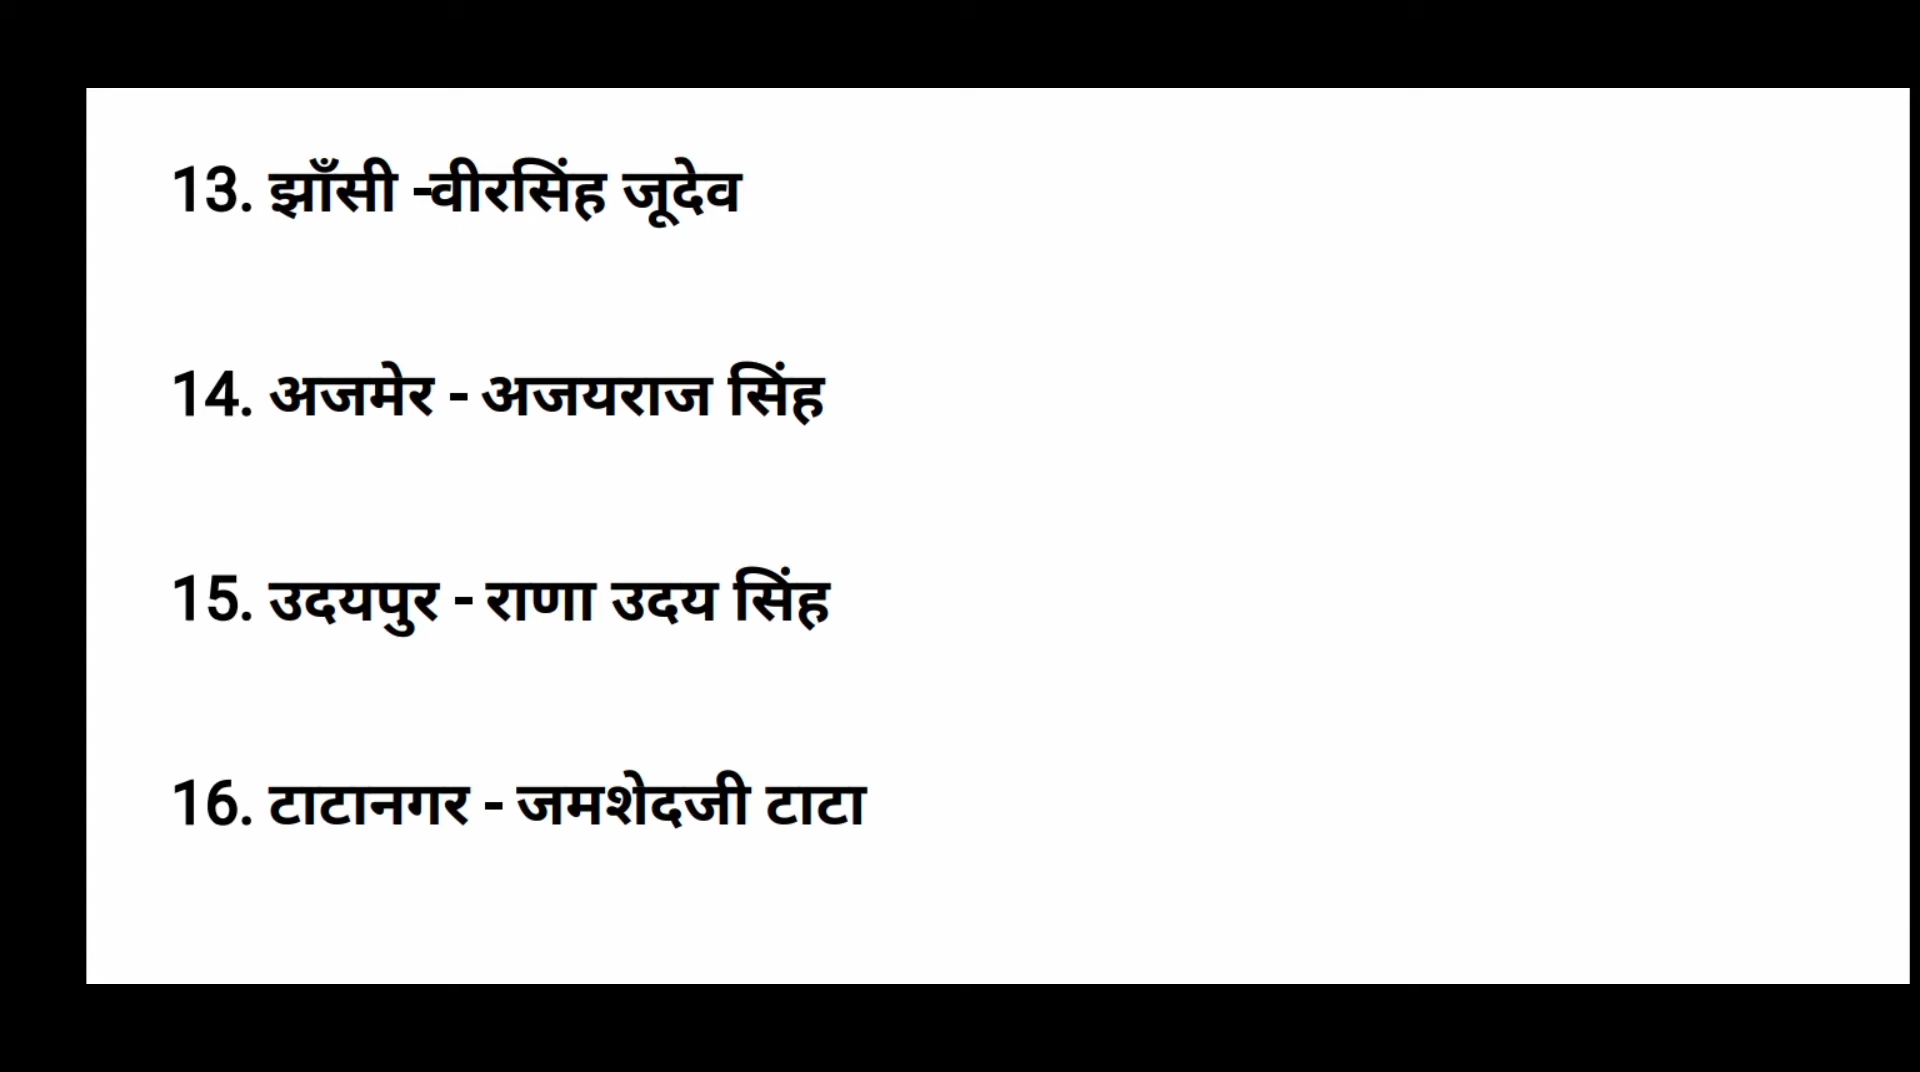 13. झाँसी -वीरसिंह जूदेव
14. अजमेर - अजयराज सिंह
15. उदयपुर - राणा उदय सिंह
16. टाटानगर - जमशेदजी टाटा